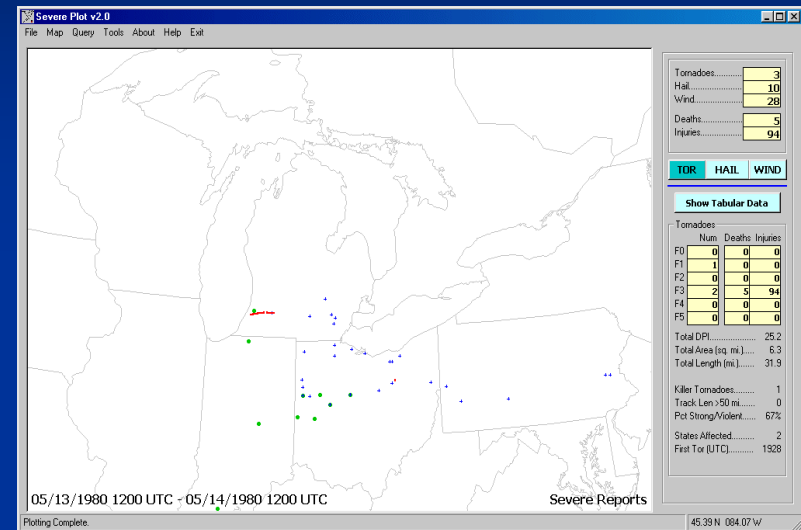 Severe Plot v2.0
File Map Query Tools About Help Exit
Tornadoes........... 3
Hail..................... 10
Wind.................... 28
Deaths................ 5
Injuries................ 94
TOR HAIL WIND
Show Tabular Data
Tornadoes
Num Deaths Injuries
F0 0 0 0
F1 1 0 0
F2 0 0 0
F3 2 5 94
F4 0 0 0
F5 0 0 0
Total DPI.................... 25.2
Total Area (sq. mi.)..... 6.3
Total Length (mi.)....... 31.9
Killer Tornadoes......... 1
Track Len >50 mi....... 0
Pct Strong/Violent...... 67%
States Affected.......... 2
First Tor (UTC)........... 1928
05/13/1980 1200 UTC - 05/14/1980 1200 UTC
Severe Reports
Plotting Complete.
45.39 N 084.07 W